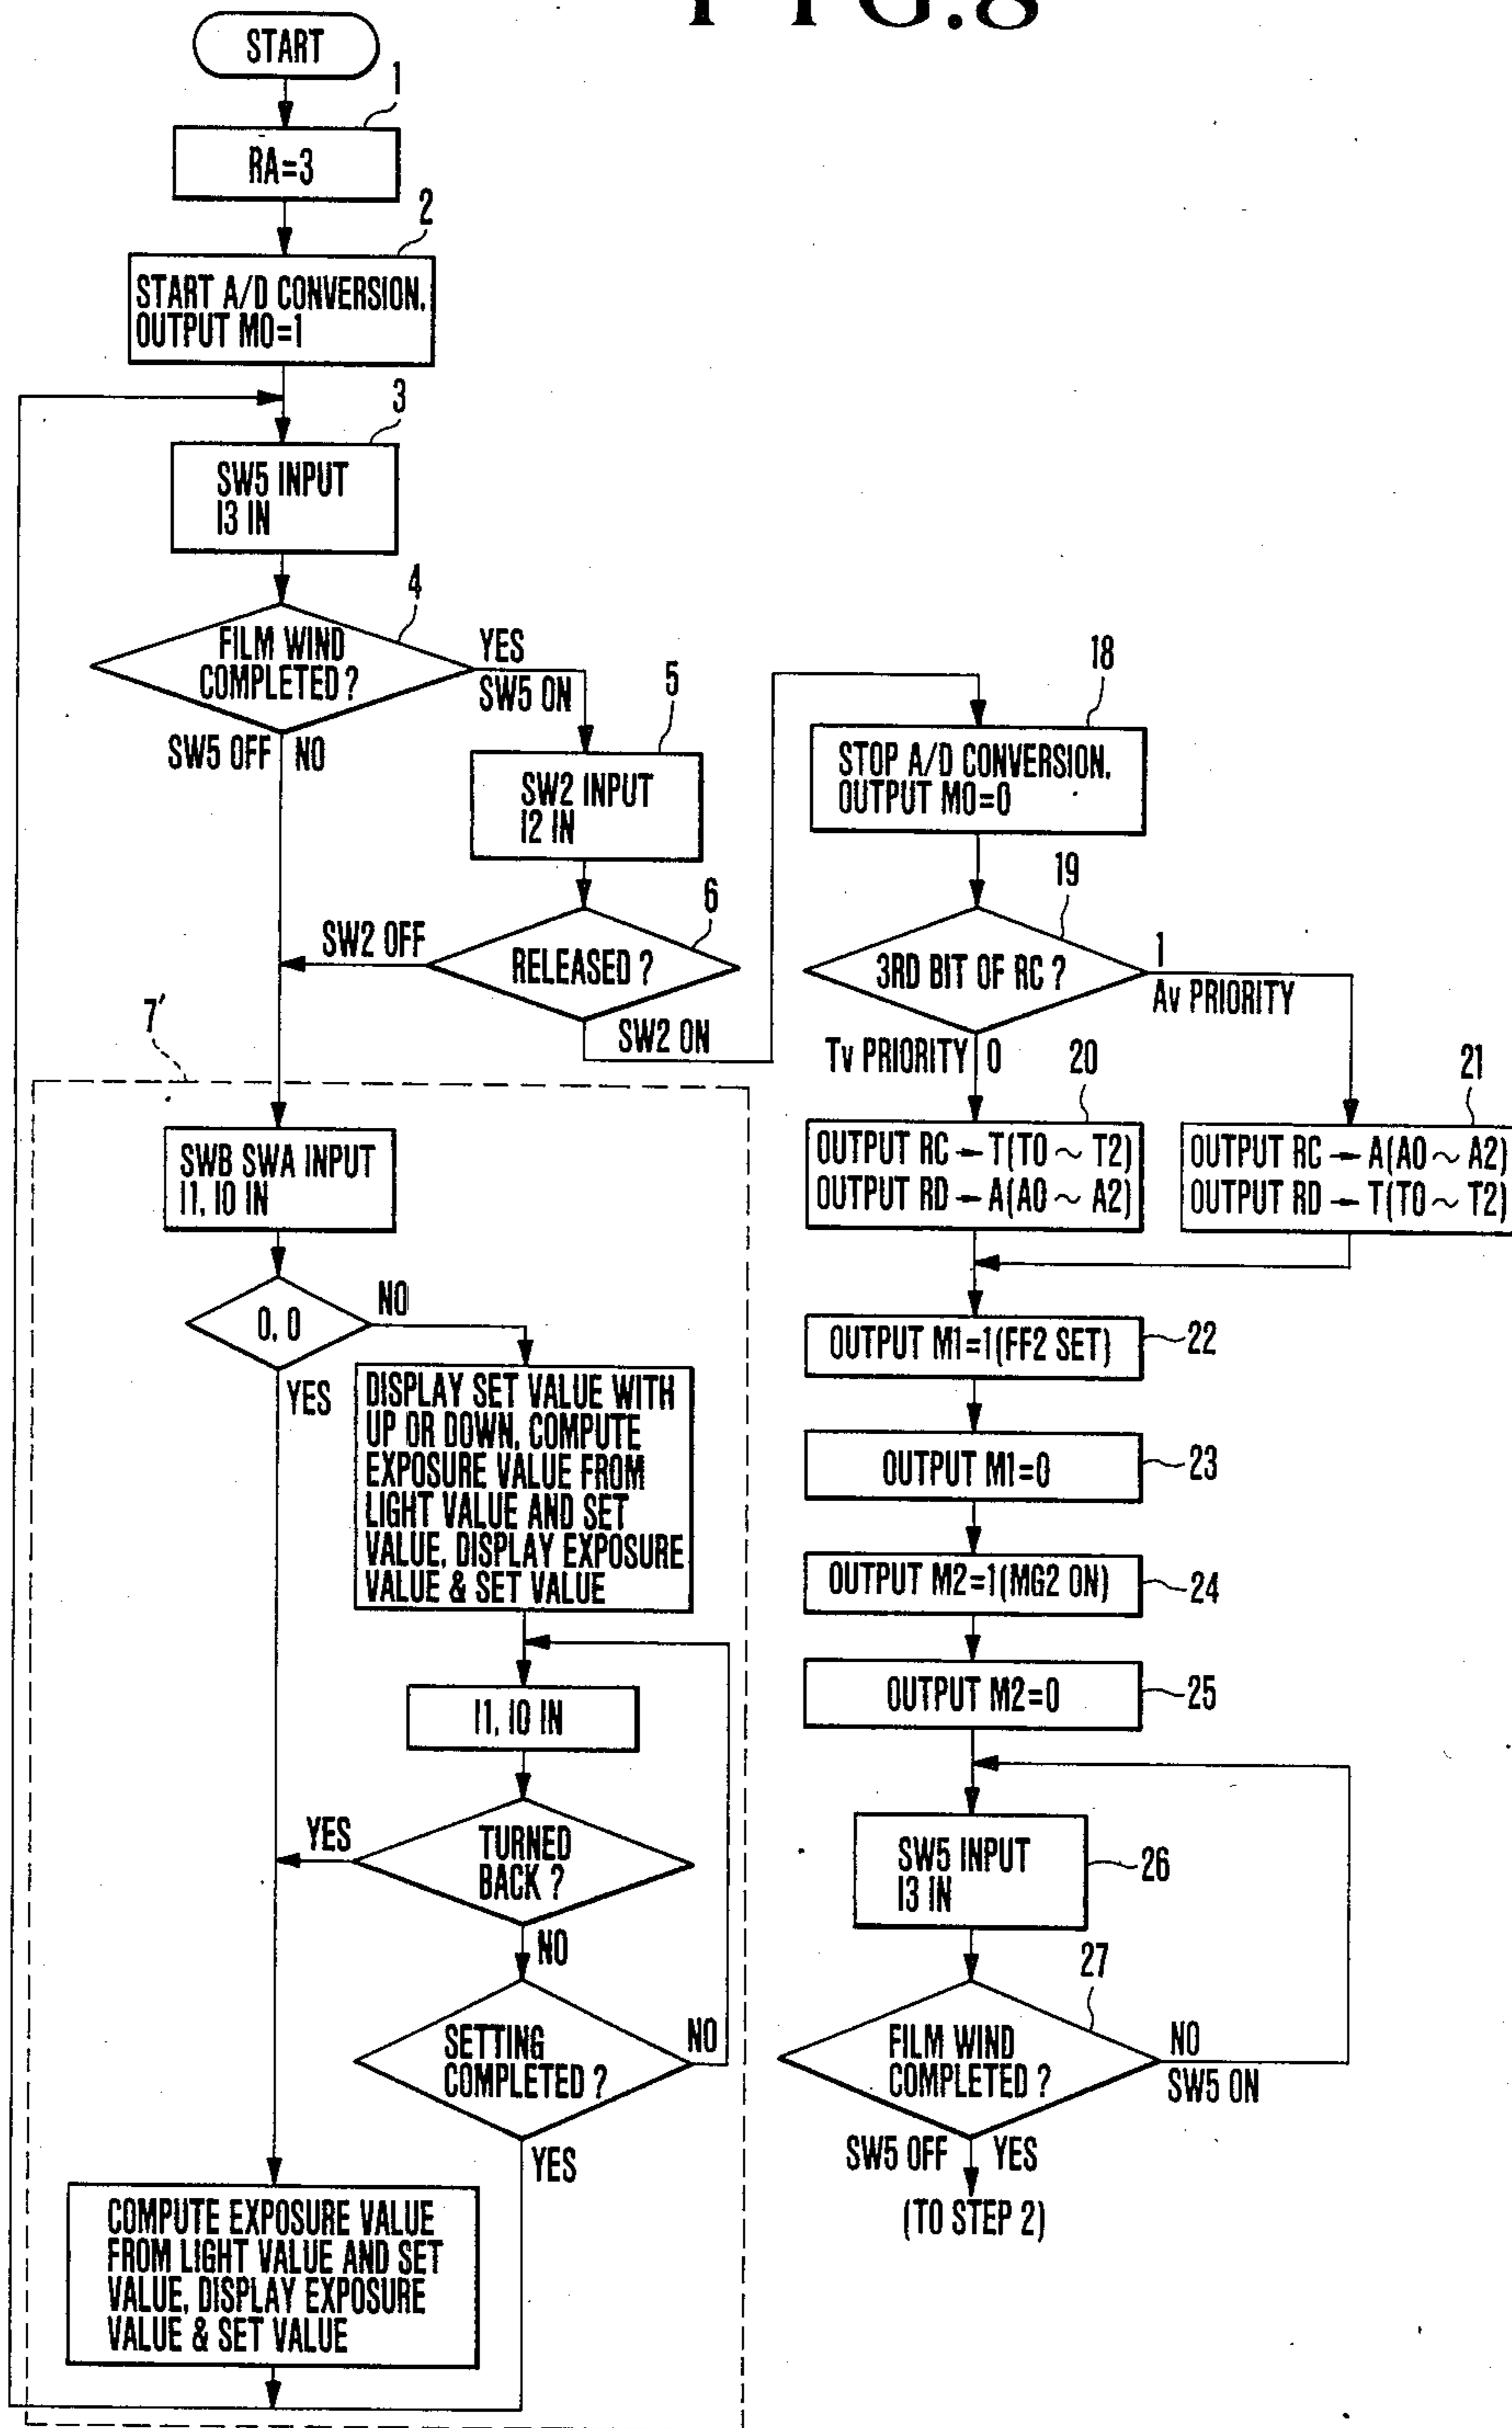 FIG.8
START
1
RA=3
2
START A/D CONVERSION.
OUTPUT M0=1
3
SW5 INPUT
I3 IN
4
FILM WIND
COMPLETED ?
YES
SW5 ON
SW5 OFF NO
5
SW2 INPUT
I2 IN
6
RELEASED ?
SW2 OFF
SW2 ON
7'
SWB SWA INPUT
I1, I0 IN
0, 0
NO
YES
DISPLAY SET VALUE WITH
UP OR DOWN, COMPUTE
EXPOSURE VALUE FROM
LIGHT VALUE AND SET
VALUE, DISPLAY EXPOSURE
VALUE & SET VALUE
I1, I0 IN
TURNED
BACK ?
YES
NO
SETTING
COMPLETED ?
NO
YES
COMPUTE EXPOSURE VALUE
FROM LIGHT VALUE AND SET
VALUE, DISPLAY EXPOSURE
VALUE & SET VALUE
18
STOP A/D CONVERSION.
OUTPUT M0=0
19
3RD BIT OF RC ?
1
Av PRIORITY
Tv PRIORITY 0
20
OUTPUT RC → T(T0 ~ T2)
OUTPUT RD → A(A0 ~ A2)
21
OUTPUT RC → A(A0 ~ A2)
OUTPUT RD → T(T0 ~ T2)
OUTPUT M1=1(FF2 SET)
22
OUTPUT M1=0
23
OUTPUT M2=1(MG2 ON)
24
OUTPUT M2=0
25
SW5 INPUT
I3 IN
26
27
FILM WIND
COMPLETED ?
NO
SW5 ON
SW5 OFF YES
(TO STEP 2)